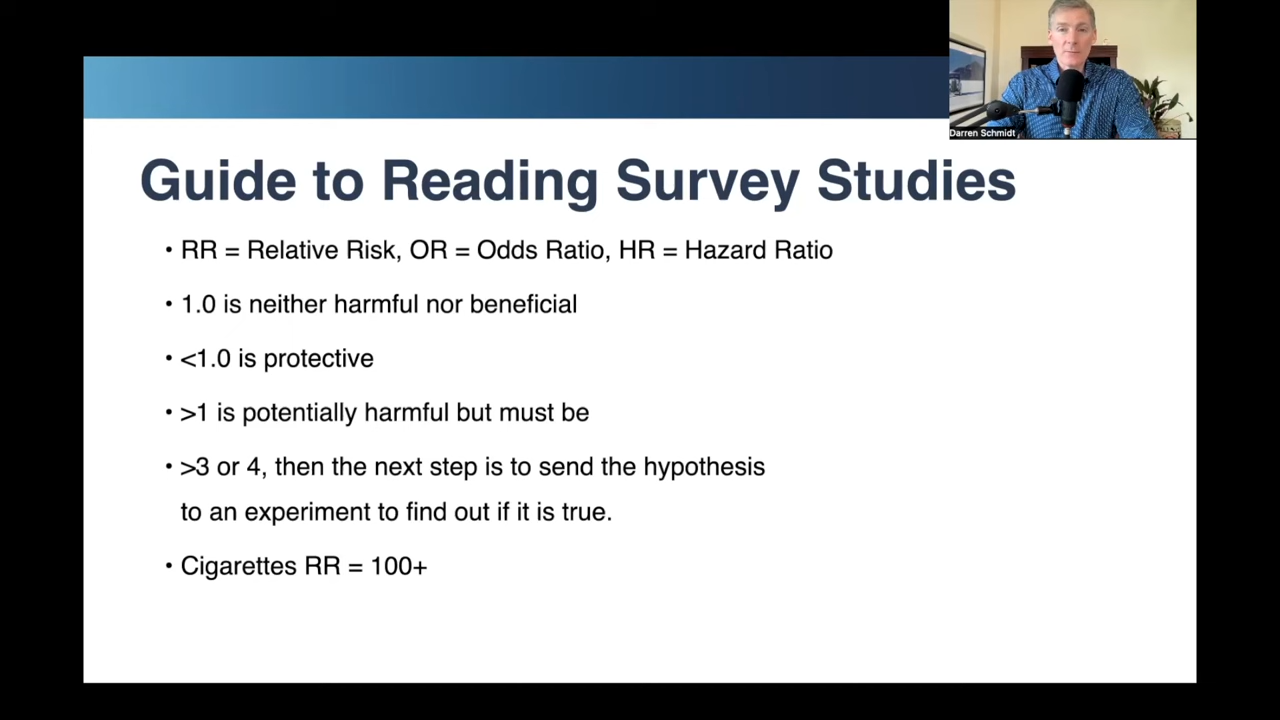 Darren Schmidt
Guide to Reading Survey Studies
• RR = Relative Risk, OR = Odds Ratio, HR = Hazard Ratio
• 1.0 is neither harmful nor beneficial
• <1.0 is protective
• >1 is potentially harmful but must be
• >3 or 4, then the next step is to send the hypothesis
to an experiment to find out if it is true.
• Cigarettes RR = 100+